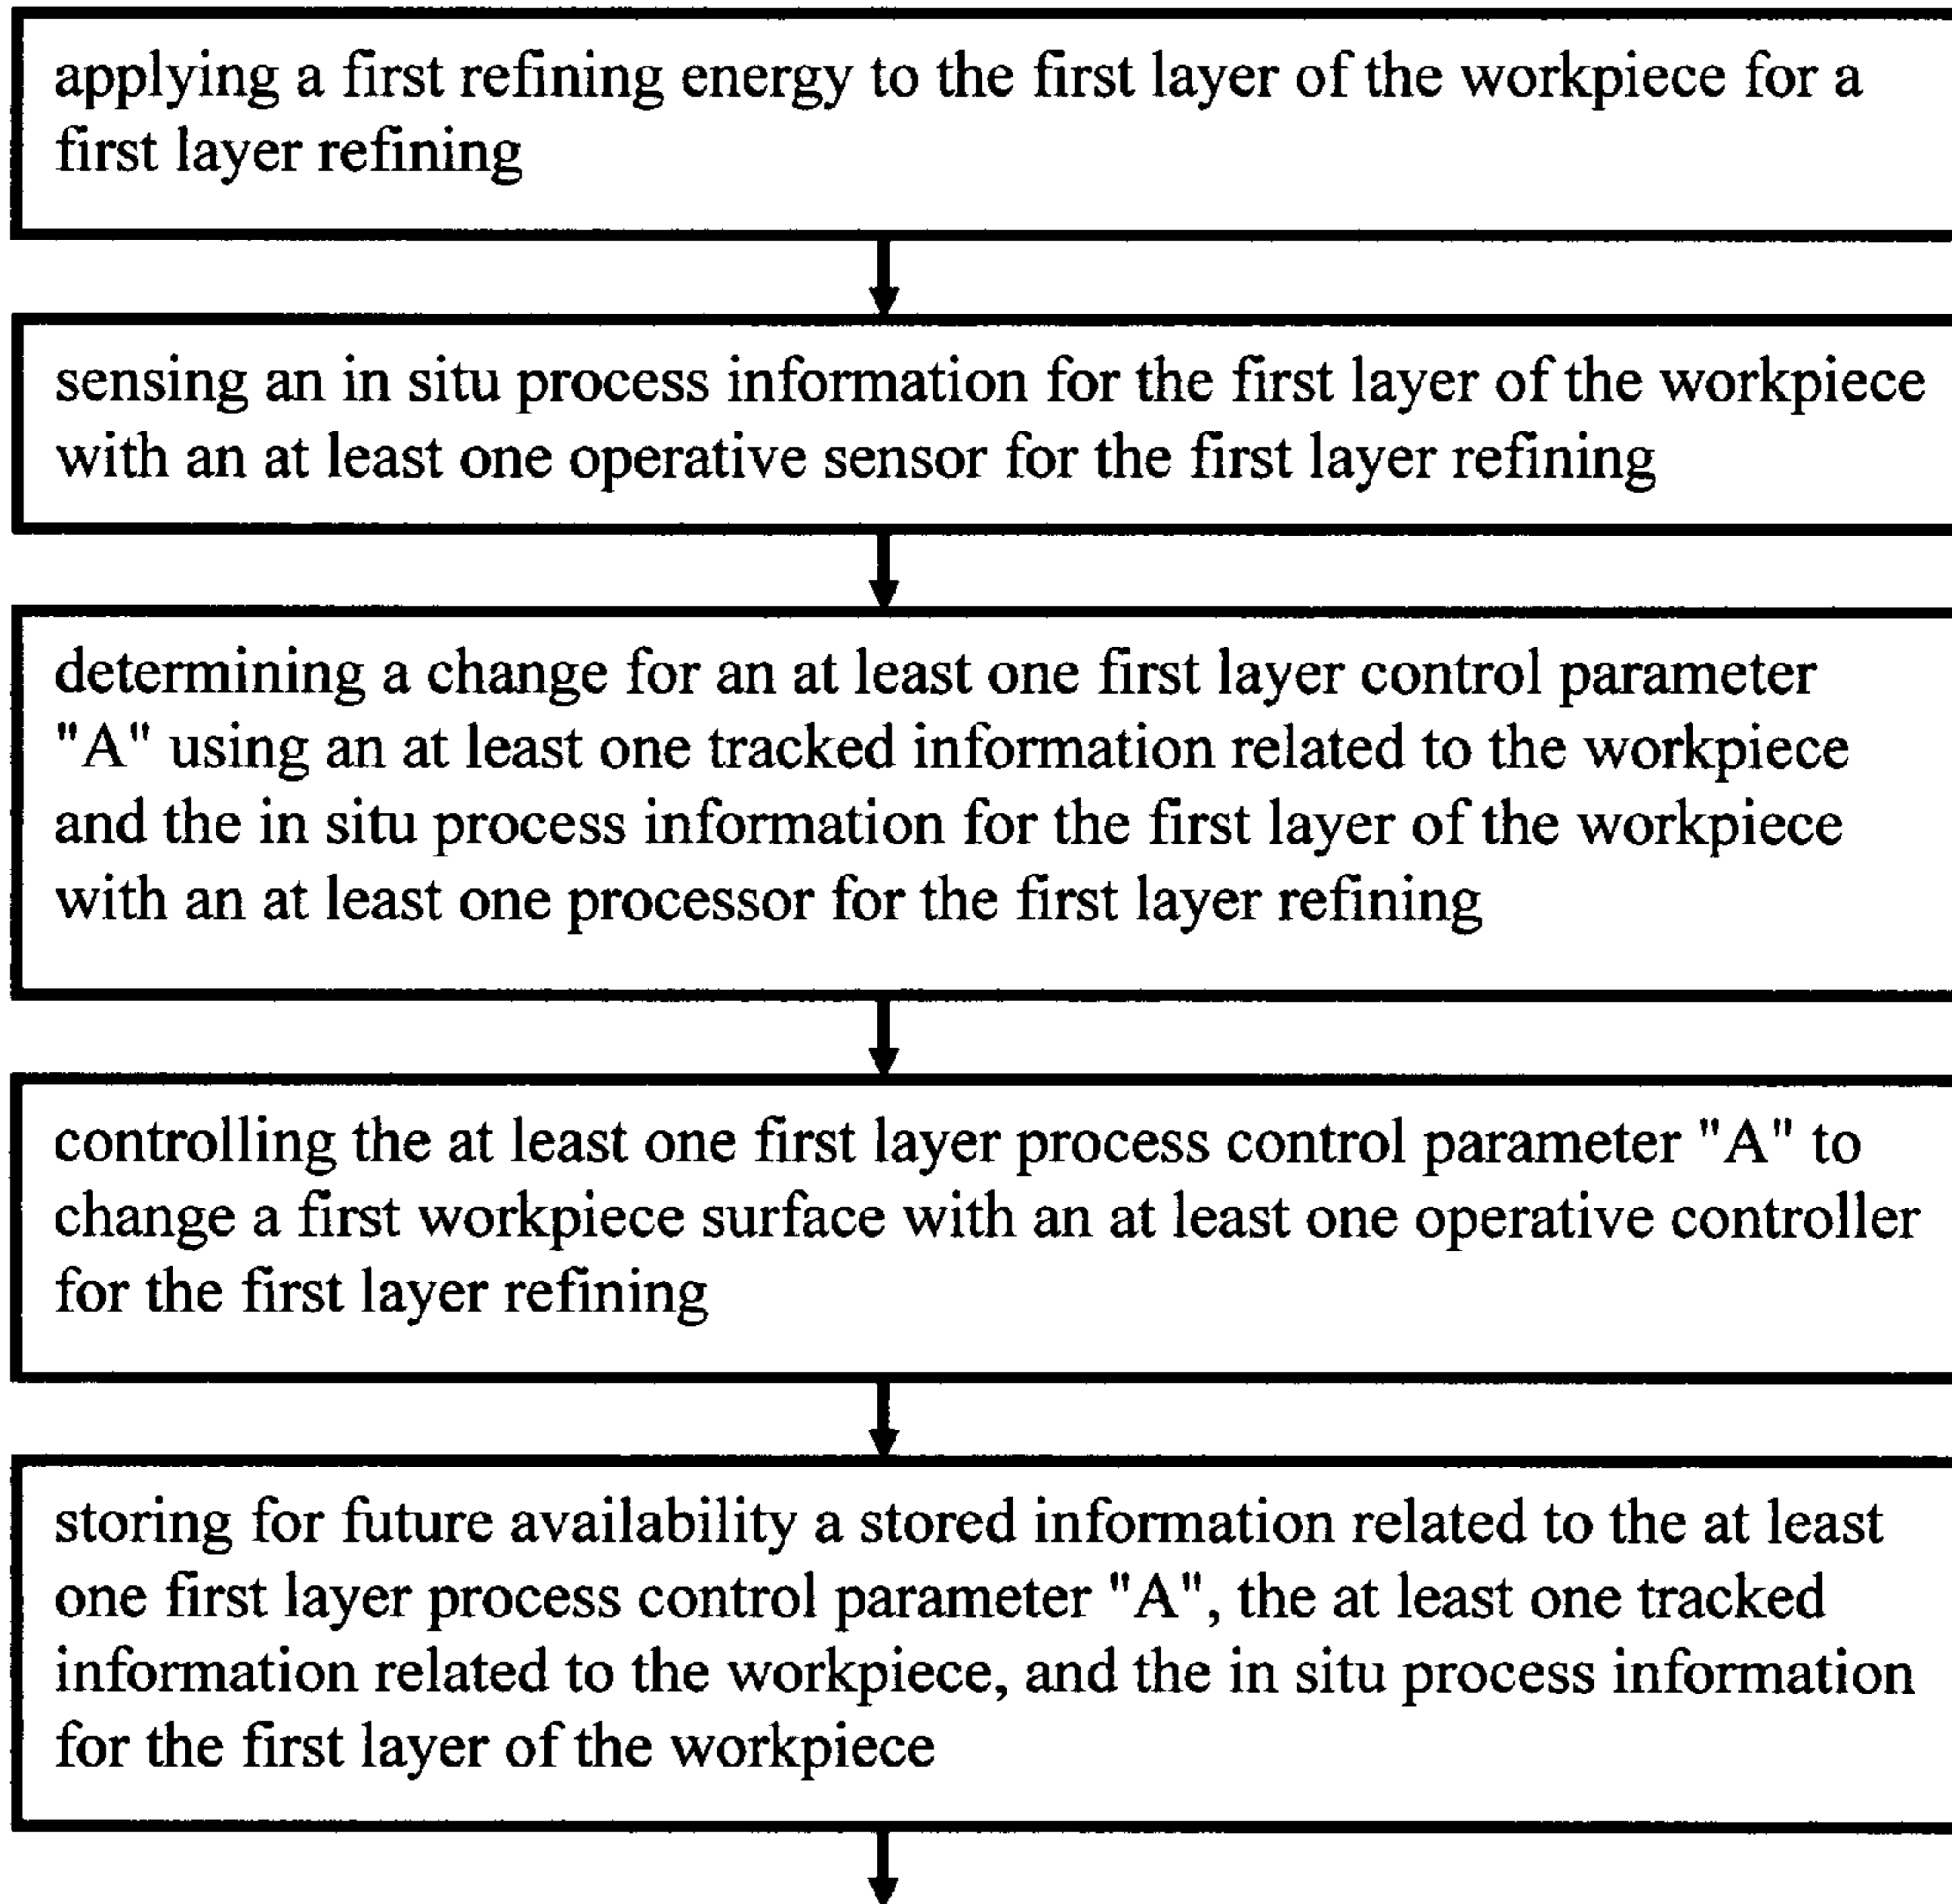 applying a first refining energy to the first layer of the workpiece for a
first layer refining
sensing an in situ process information for the first layer of the workpiece
with an at least one operative sensor for the first layer refining
determining a change for an at least one first layer control parameter
"A" using an at least one tracked information related to the workpiece
and the in situ process information for the first layer of the workpiece
with an at least one processor for the first layer refining
controlling the at least one first layer process control parameter "A" to
change a first workpiece surface with an at least one operative controller
for the first layer refining
storing for future availability a stored information related to the at least
one first layer process control parameter "A", the at least one tracked
information related to the workpiece, and the in situ process information
for the first layer of the workpiece